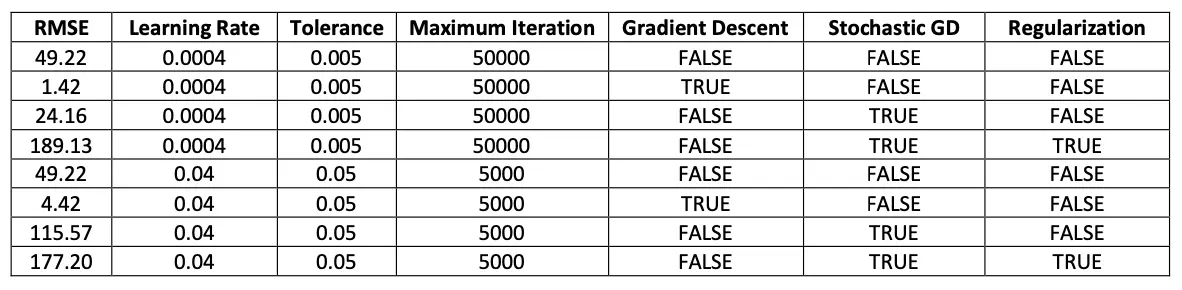 RMSE Learning Rate Tolerance Maximum Iteration Gradient Descent Stochastic GD Regularization
49.22 0.0004 0.005 50000 FALSE FALSE FALSE
1.42 0.0004 0.005 50000 TRUE FALSE FALSE
24.16 0.0004 0.005 50000 FALSE TRUE FALSE
189.13 0.0004 0.005 50000 FALSE TRUE TRUE
49.22 0.04 0.05 5000 FALSE FALSE FALSE
4.42 0.04 0.05 5000 TRUE FALSE FALSE
115.57 0.04 0.05 5000 FALSE TRUE FALSE
177.20 0.04 0.05 5000 FALSE TRUE TRUE